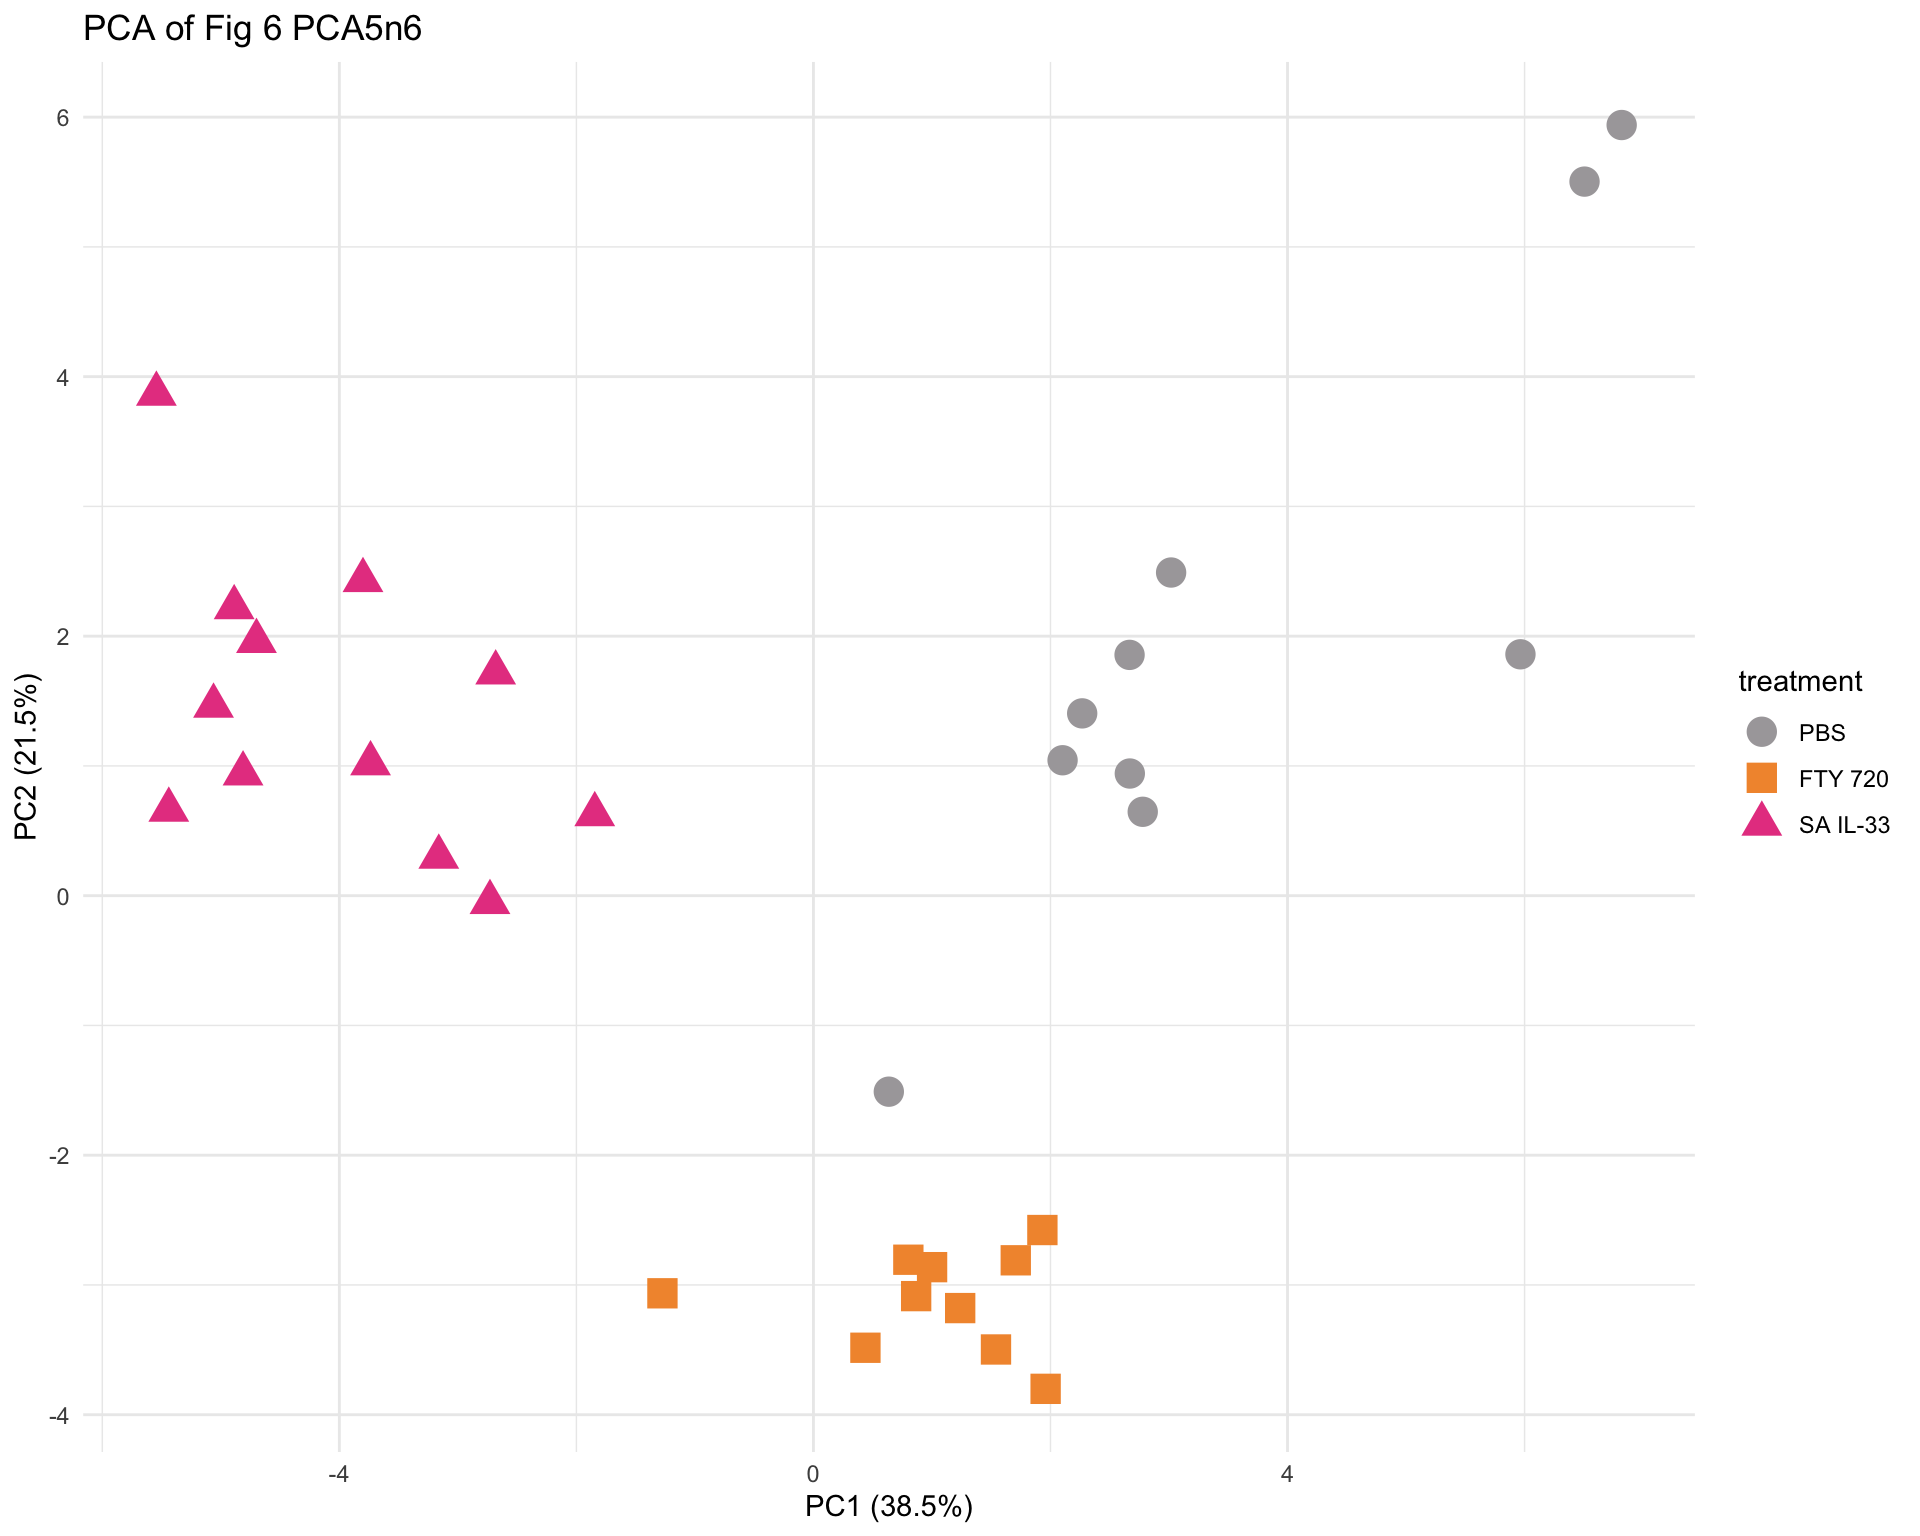 PCA of Fig 6 PCA5n6
6
4
2
0
-2
-4
PC2 (21.5%)
-4
0
4
PC1 (38.5%)
treatment
PBS
FTY 720
SA IL-33